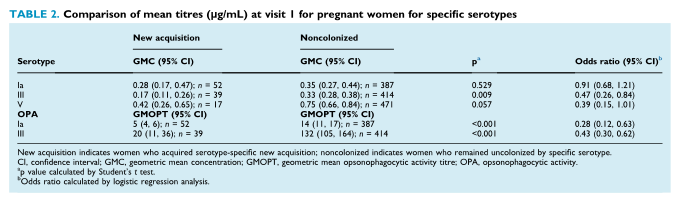 TABLE 2. Comparison of mean titres (μg/mL) at visit 1 for pregnant women for specific serotypes
New acquisition Noncolonized
Serotype GMC (95% CI) GMC (95% CI) pᵃ Odds ratio (95% CI)ᵇ
Ia 0.28 (0.17, 0.47); n = 52 0.35 (0.27, 0.44); n = 387 0.529 0.91 (0.68, 1.21)
III 0.17 (0.11, 0.26); n = 39 0.33 (0.28, 0.38); n = 414 0.009 0.47 (0.26, 0.84)
V 0.42 (0.26, 0.65); n = 17 0.75 (0.66, 0.84); n = 471 0.057 0.39 (0.15, 1.01)
OPA GMOPT (95% CI) GMOPT (95% CI)
Ia 5 (4, 6); n = 52 14 (11, 17); n = 387 <0.001 0.28 (0.12, 0.63)
III 20 (11, 36); n = 39 132 (105, 164); n = 414 <0.001 0.43 (0.30, 0.62)
New acquisition indicates women who acquired serotype-specific new acquisition; noncolonized indicates women who remained uncolonized by specific serotype.
CI, confidence interval; GMC, geometric mean concentration; GMOPT, geometric mean opsonophagocytic activity titre; OPA, opsonophagocytic activity.
ᵃp value calculated by Student's t test.
ᵇOdds ratio calculated by logistic regression analysis.